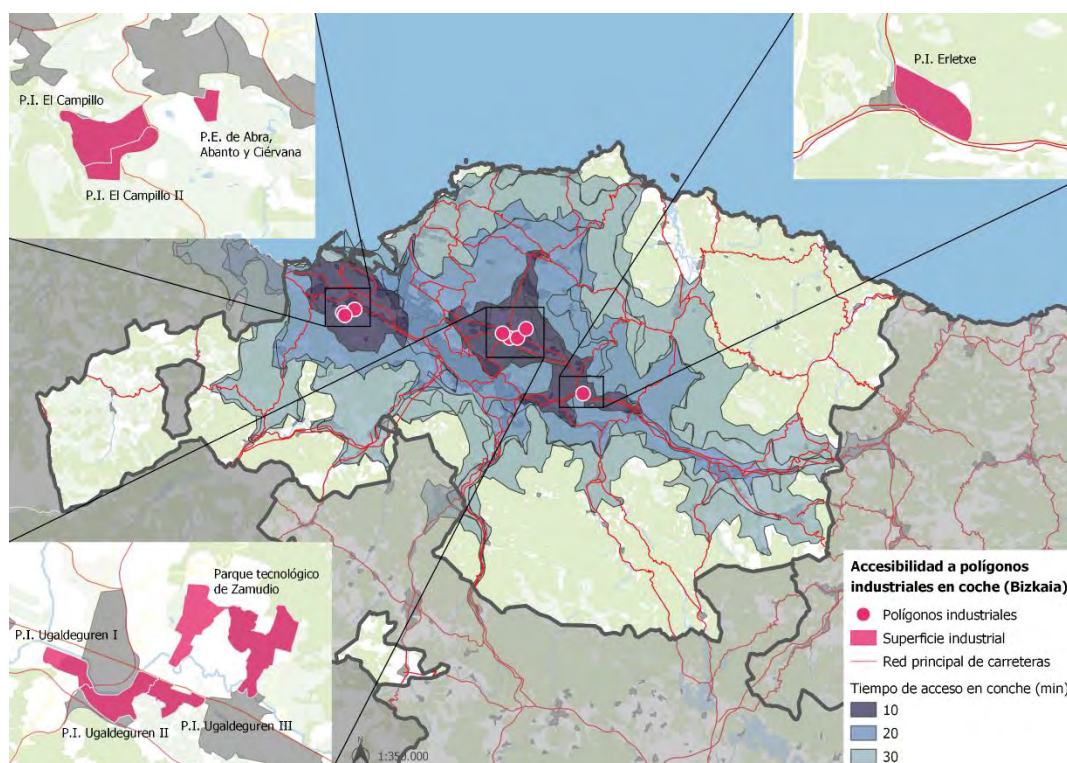 P.I. El Campillo
P.E. de Abra,
Abanto y Ciérvana
P.I. El Campillo II
P.I. Erletxe
Parque tecnológico
de Zamudio
P.I. Ugaldeguren I
P.I. Ugaldeguren III
P.I. Ugaldeguren II
N
1:350.000
Accesibilidad a polígonos
industriales en coche (Bizkaia)
Polígonos industriales
Superficie industrial
Red principal de carreteras
Tiempo de acceso en conche (min)
10
20
30